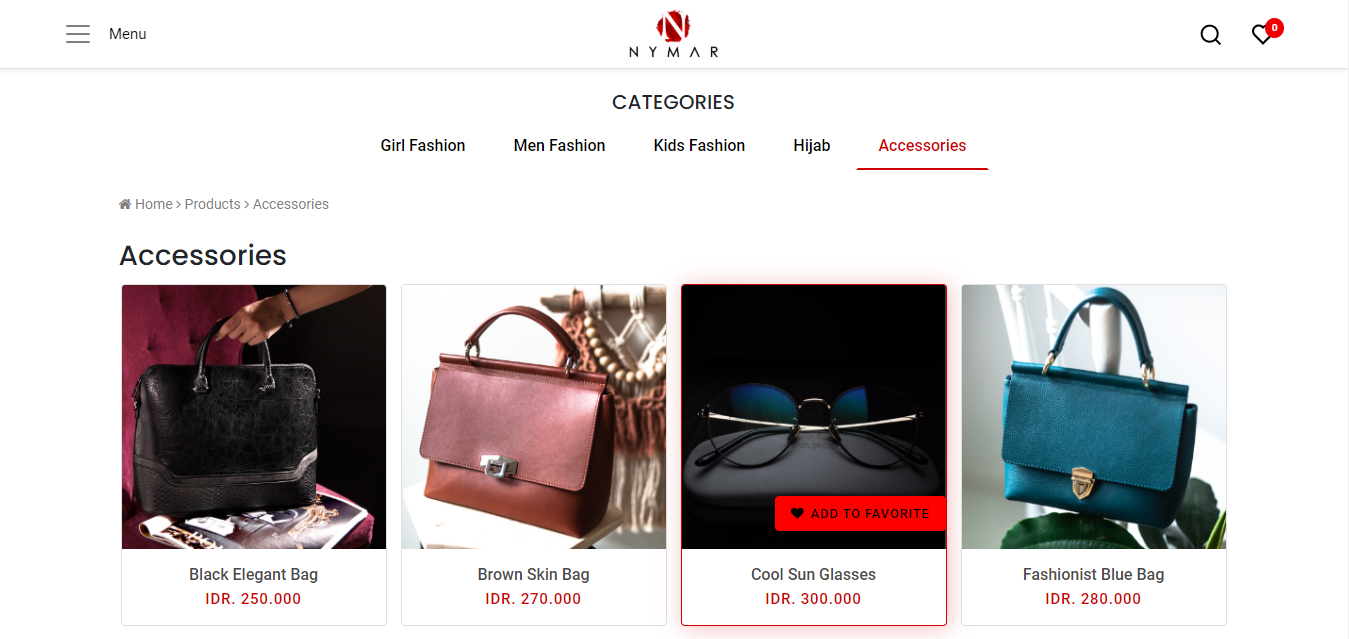 Menu
N
NYMAR
0
CATEGORIES
Girl Fashion Men Fashion Kids Fashion Hijab Accessories
Home › Products › Accessories
Accessories
ADD TO FAVORITE
Black Elegant Bag
IDR. 250.000
Brown Skin Bag
IDR. 270.000
Cool Sun Glasses
IDR. 300.000
Fashionist Blue Bag
IDR. 280.000